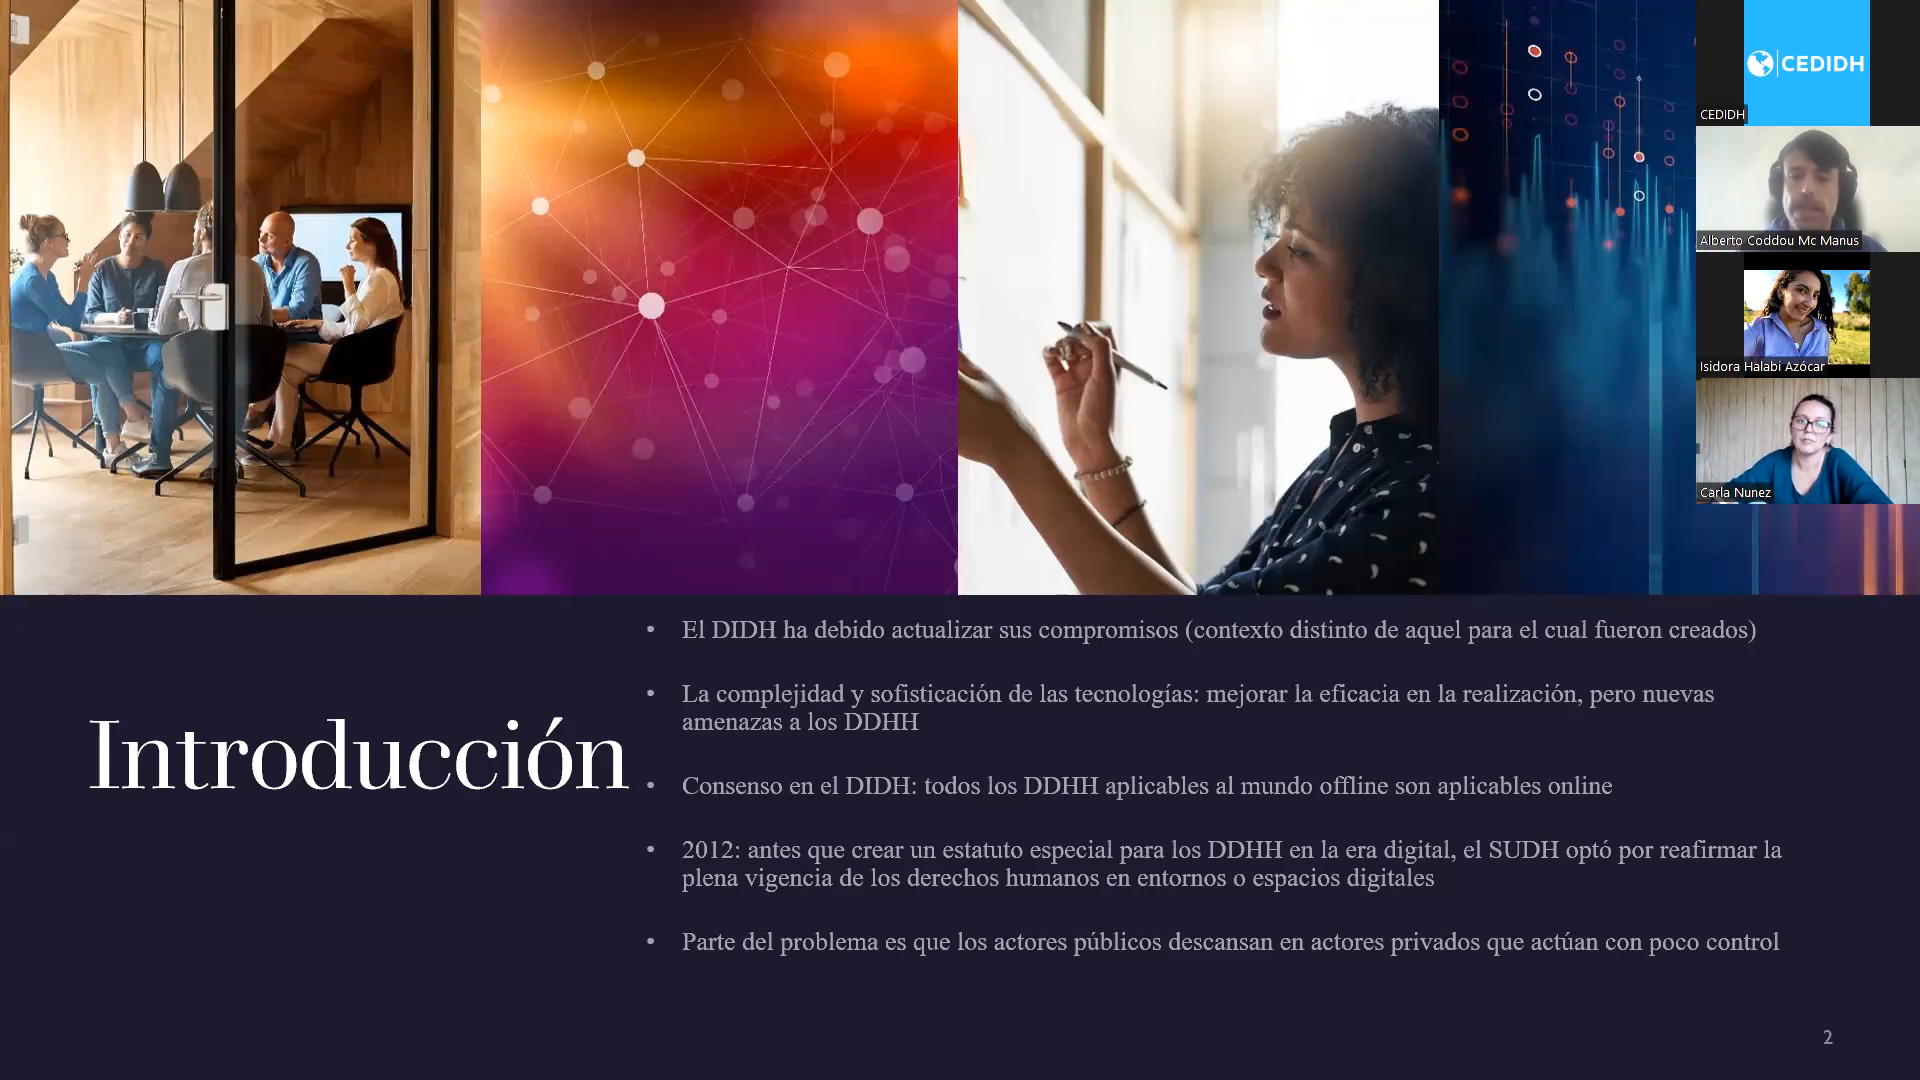 CEDIDH
CEDIDH
Alberto Coddou Mc Manus
Isidora Halabi Azócar
Carla Nunez
Introducción
• El DIDH ha debido actualizar sus compromisos (contexto distinto de aquel para el cual fueron creados)
• La complejidad y sofisticación de las tecnologías: mejorar la eficacia en la realización, pero nuevas
amenazas a los DDHH
• Consenso en el DIDH: todos los DDHH aplicables al mundo offline son aplicables online
• 2012: antes que crear un estatuto especial para los DDHH en la era digital, el SUDH optó por reafirmar la
plena vigencia de los derechos humanos en entornos o espacios digitales
• Parte del problema es que los actores públicos descansan en actores privados que actúan con poco control
2